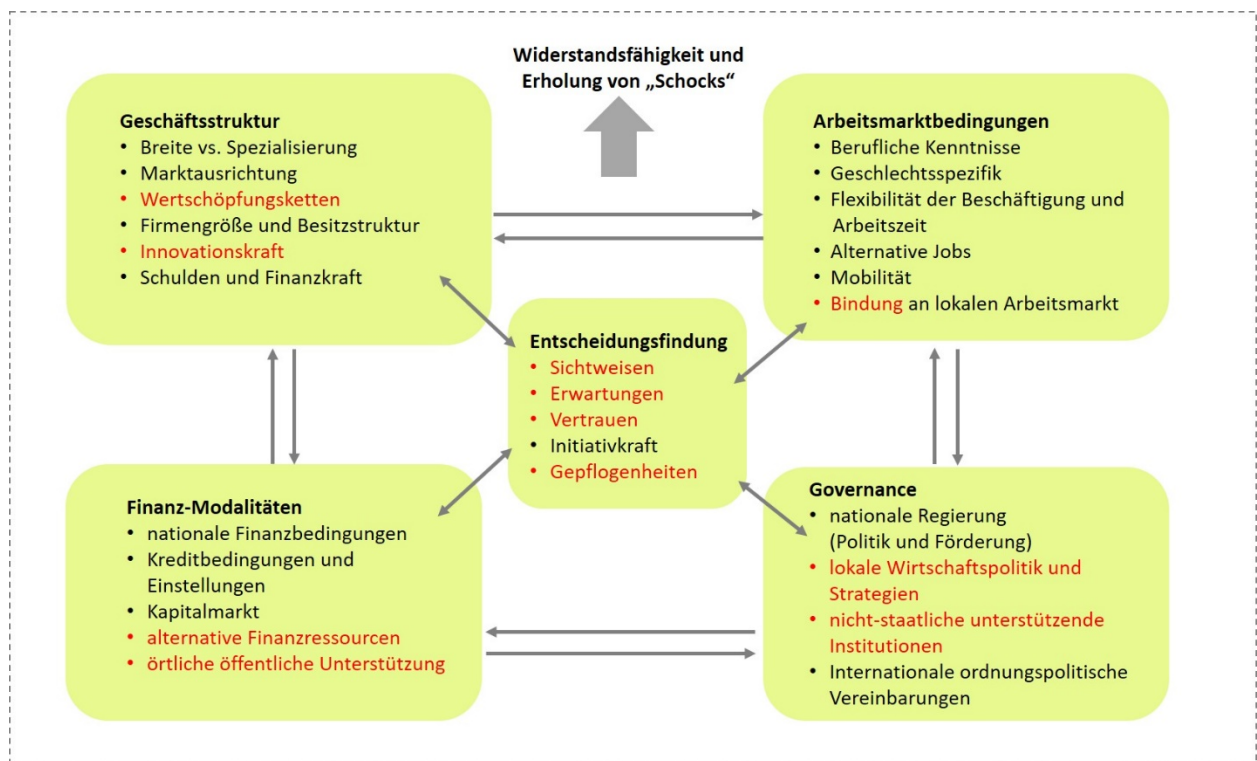 Widerstandsfähigkeit und
Erholung von „Schocks“
Geschäftsstruktur
• Breite vs. Spezialisierung
• Marktausrichtung
• Wertschöpfungsketten
• Firmengröße und Besitzstruktur
• Innovationskraft
• Schulden und Finanzkraft
Arbeitsmarktbedingungen
• Berufliche Kenntnisse
• Geschlechtsspezifik
• Flexibilität der Beschäftigung und
Arbeitszeit
• Alternative Jobs
• Mobilität
• Bindung an lokalen Arbeitsmarkt
Entscheidungsfindung
• Sichtweisen
• Erwartungen
• Vertrauen
• Initiativkraft
• Gepflogenheiten
Finanz-Modalitäten
• nationale Finanzbedingungen
• Kreditbedingungen und
Einstellungen
• Kapitalmarkt
• alternative Finanzressourcen
• örtliche öffentliche Unterstützung
Governance
• nationale Regierung
(Politik und Förderung)
• lokale Wirtschaftspolitik und
Strategien
• nicht-staatliche unterstützende
Institutionen
• Internationale ordnungspolitische
Vereinbarungen